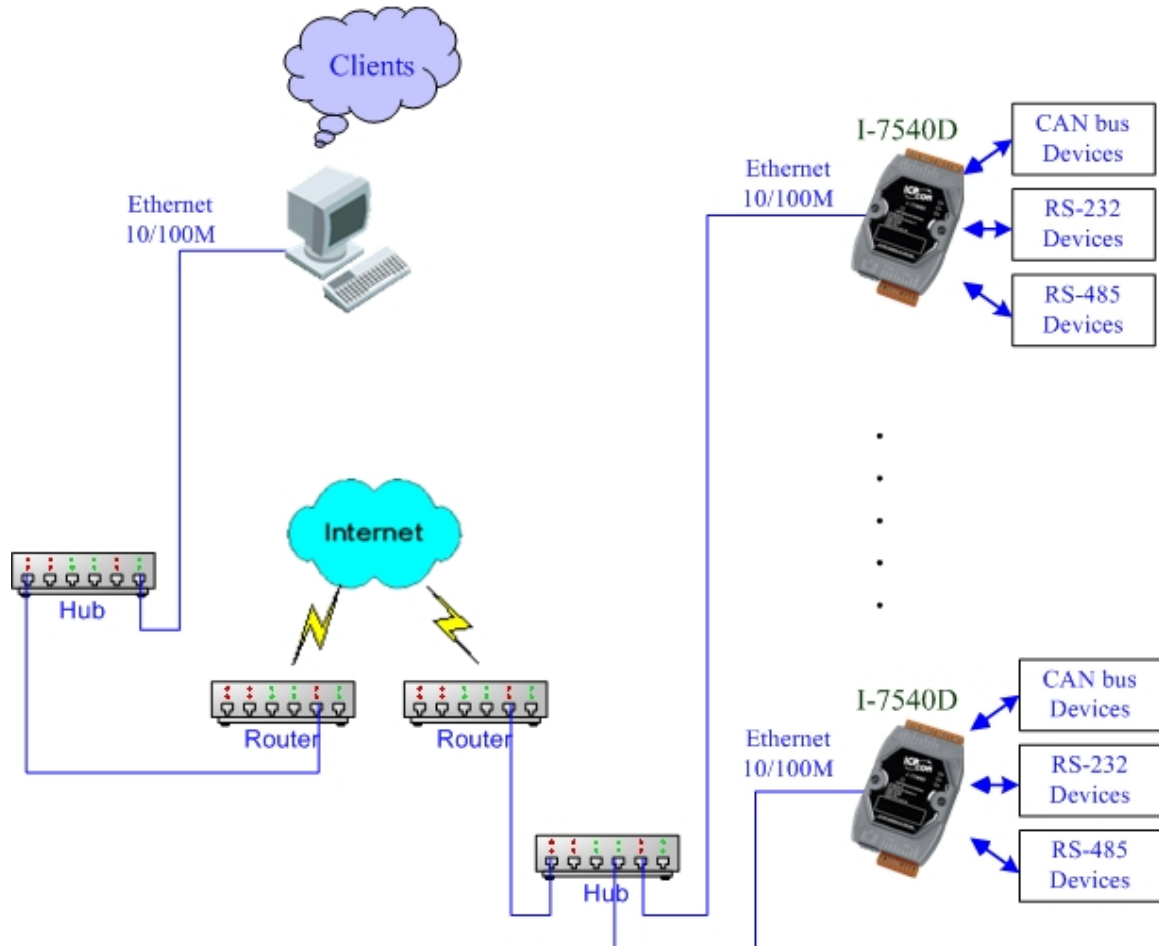 Clients
Ethernet
10/100M
I-7540D
Ethernet
10/100M
CAN bus
Devices
RS-232
Devices
RS-485
Devices
Internet
Hub
Router
Router
I-7540D
Ethernet
10/100M
CAN bus
Devices
RS-232
Devices
RS-485
Devices
Hub